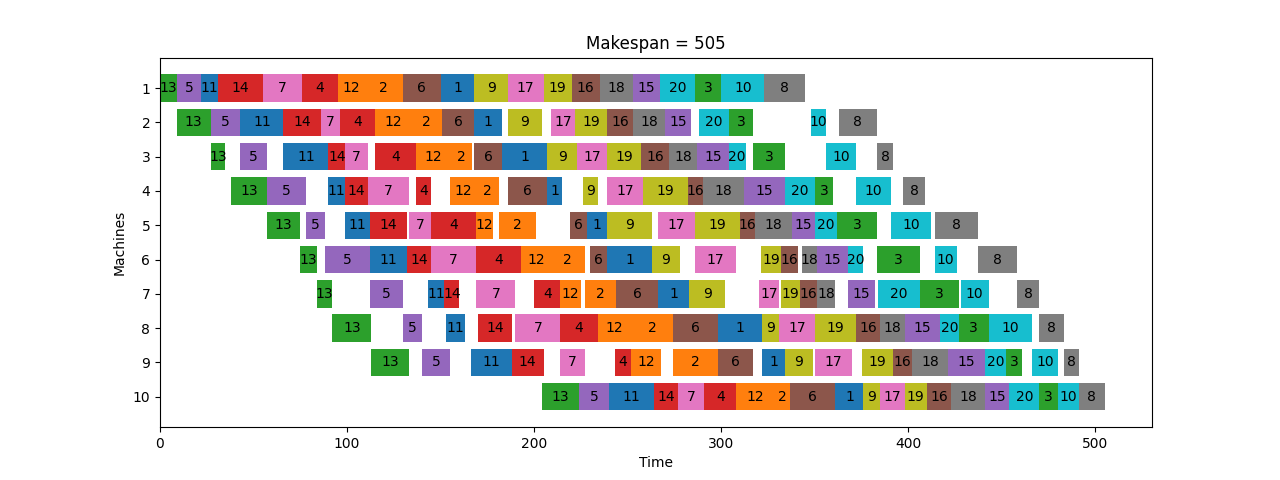 Makespan = 505
1 13 5 11 14 7 4 12 2 6 1 9 17 19 16 18 15 20 3 10 8
2 13 5 11 14 7 4 12 2 6 1 9 17 19 16 18 15 20 3 10 8
3 13 5 11 14 7 4 12 2 6 1 9 17 19 16 18 15 20 3 10 8
4 13 5 11 14 7 4 12 2 6 1 9 17 19 16 18 15 20 3 10 8
5 13 5 11 14 7 4 12 2 6 1 9 17 19 16 18 15 20 3 10 8
6 13 5 11 14 7 4 12 2 6 1 9 17 19 16 18 15 20 3 10 8
7 13 5 11 14 7 4 12 2 6 1 9 17 19 16 18 15 20 3 10 8
8 13 5 11 14 7 4 12 2 6 1 9 17 19 16 18 15 20 3 10 8
9 13 5 11 14 7 4 12 2 6 1 9 17 19 16 18 15 20 3 10 8
10 13 5 11 14 7 4 12 2 6 1 9 17 19 16 18 15 20 3 10 8
Machines
0 100 200 300 400 500
Time